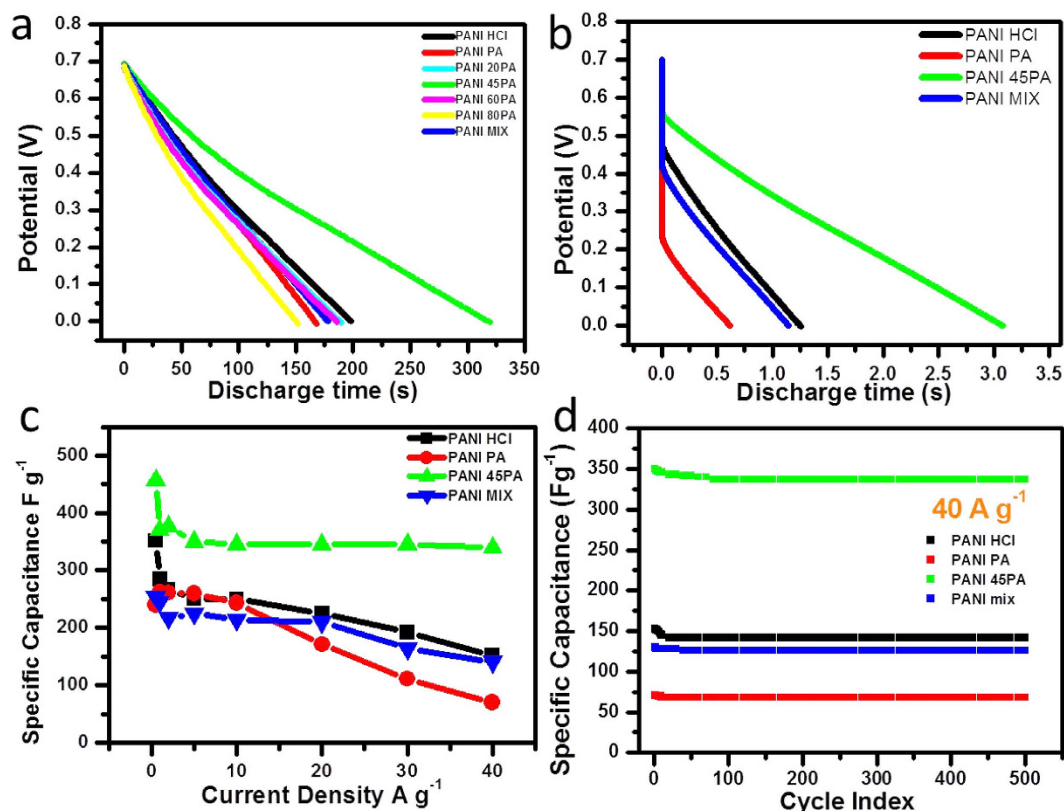 a
0.8
0.7
0.6
0.5
0.4
0.3
0.2
0.1
0.0
Potential (V)
0 50 100 150 200 250 300 350
Discharge time (s)
PANI HCl
PANI PA
PANI 20PA
PANI 45PA
PANI 60PA
PANI 80PA
PANI MIX
b
0.8
0.7
0.6
0.5
0.4
0.3
0.2
0.1
0.0
Potential (V)
0.0 0.5 1.0 1.5 2.0 2.5 3.0 3.5
Discharge time (s)
PANI HCl
PANI PA
PANI 45PA
PANI MIX
c
500
450
350
300
250
200
100
50
0
Specific Capacitance F g-1
0 10 20 30 40
Current Density A g-1
PANI HCl
PANI PA
PANI 45PA
PANI MIX
d
400
350
300
250
200
150
100
50
0
Specific Capacitance (Fg-1)
0 100 200 300 400 500
Cycle Index
40 A g-1
PANI HCl
PANI PA
PANI 45PA
PANI mix